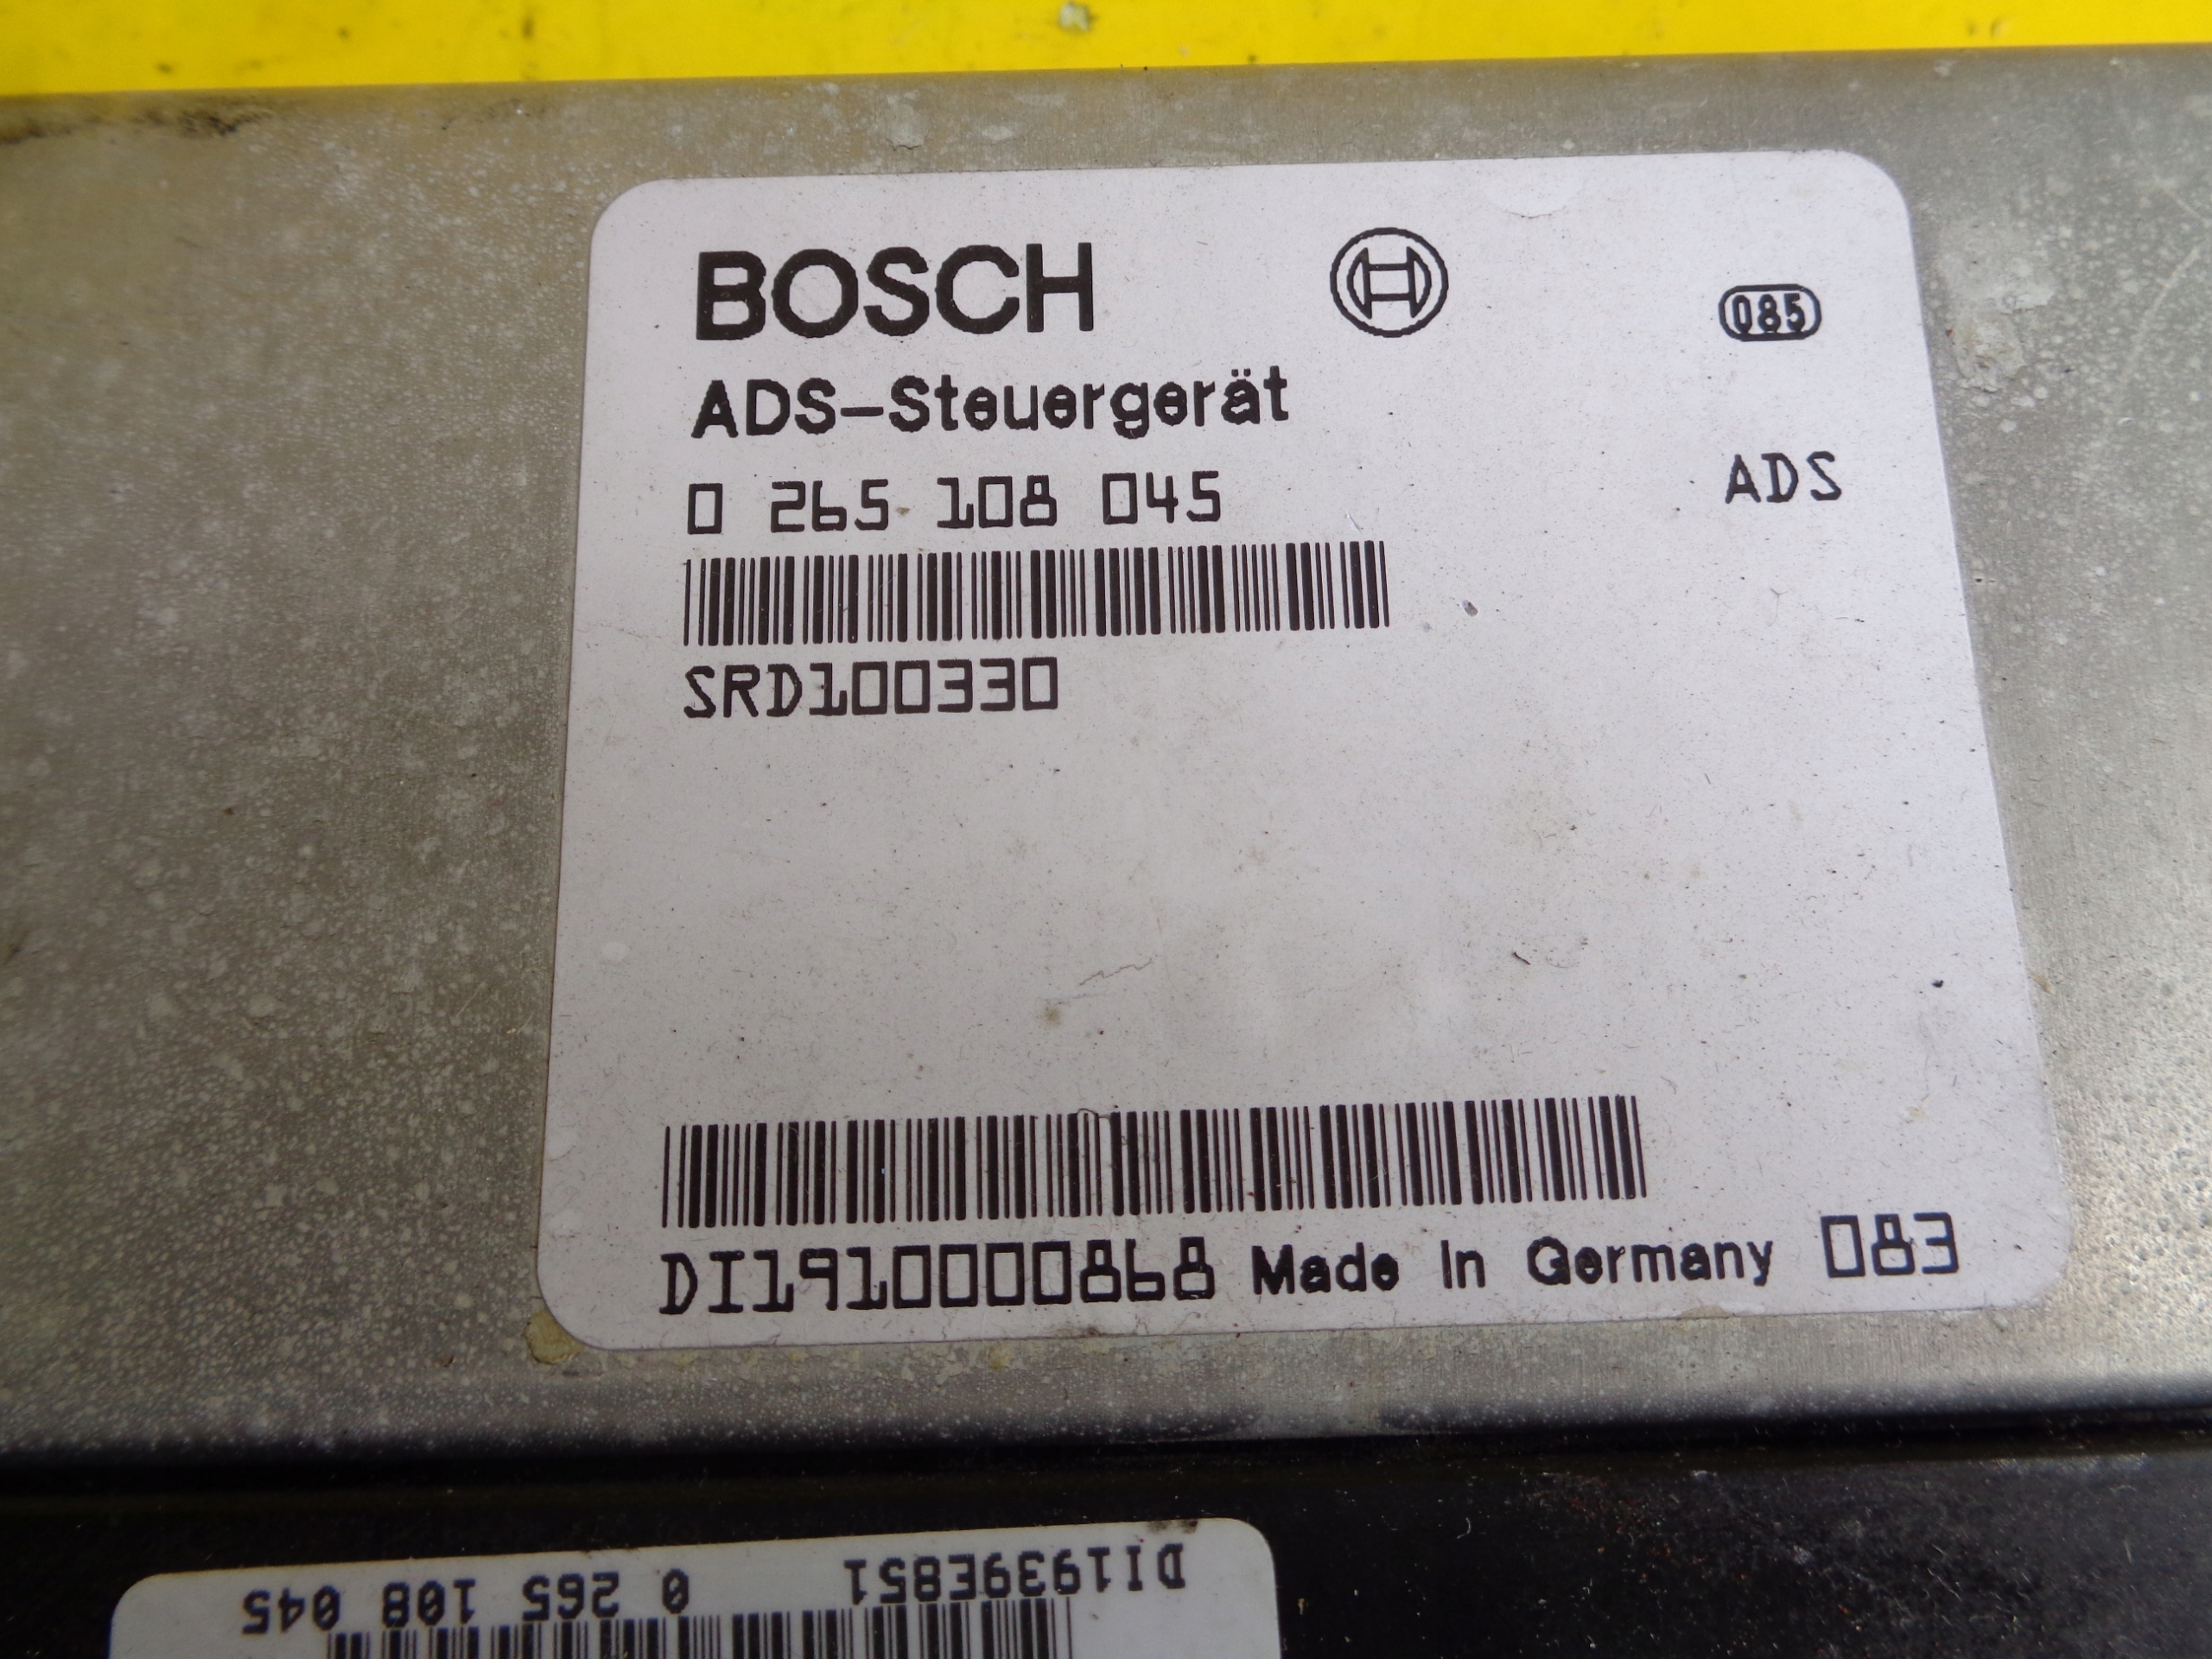 BOSCH
085
ADS-Steuergerät
0 265 108 045
ADS
SRD100330
DI1910000868 Made in Germany 083
DI1939E851 0 265 108 045